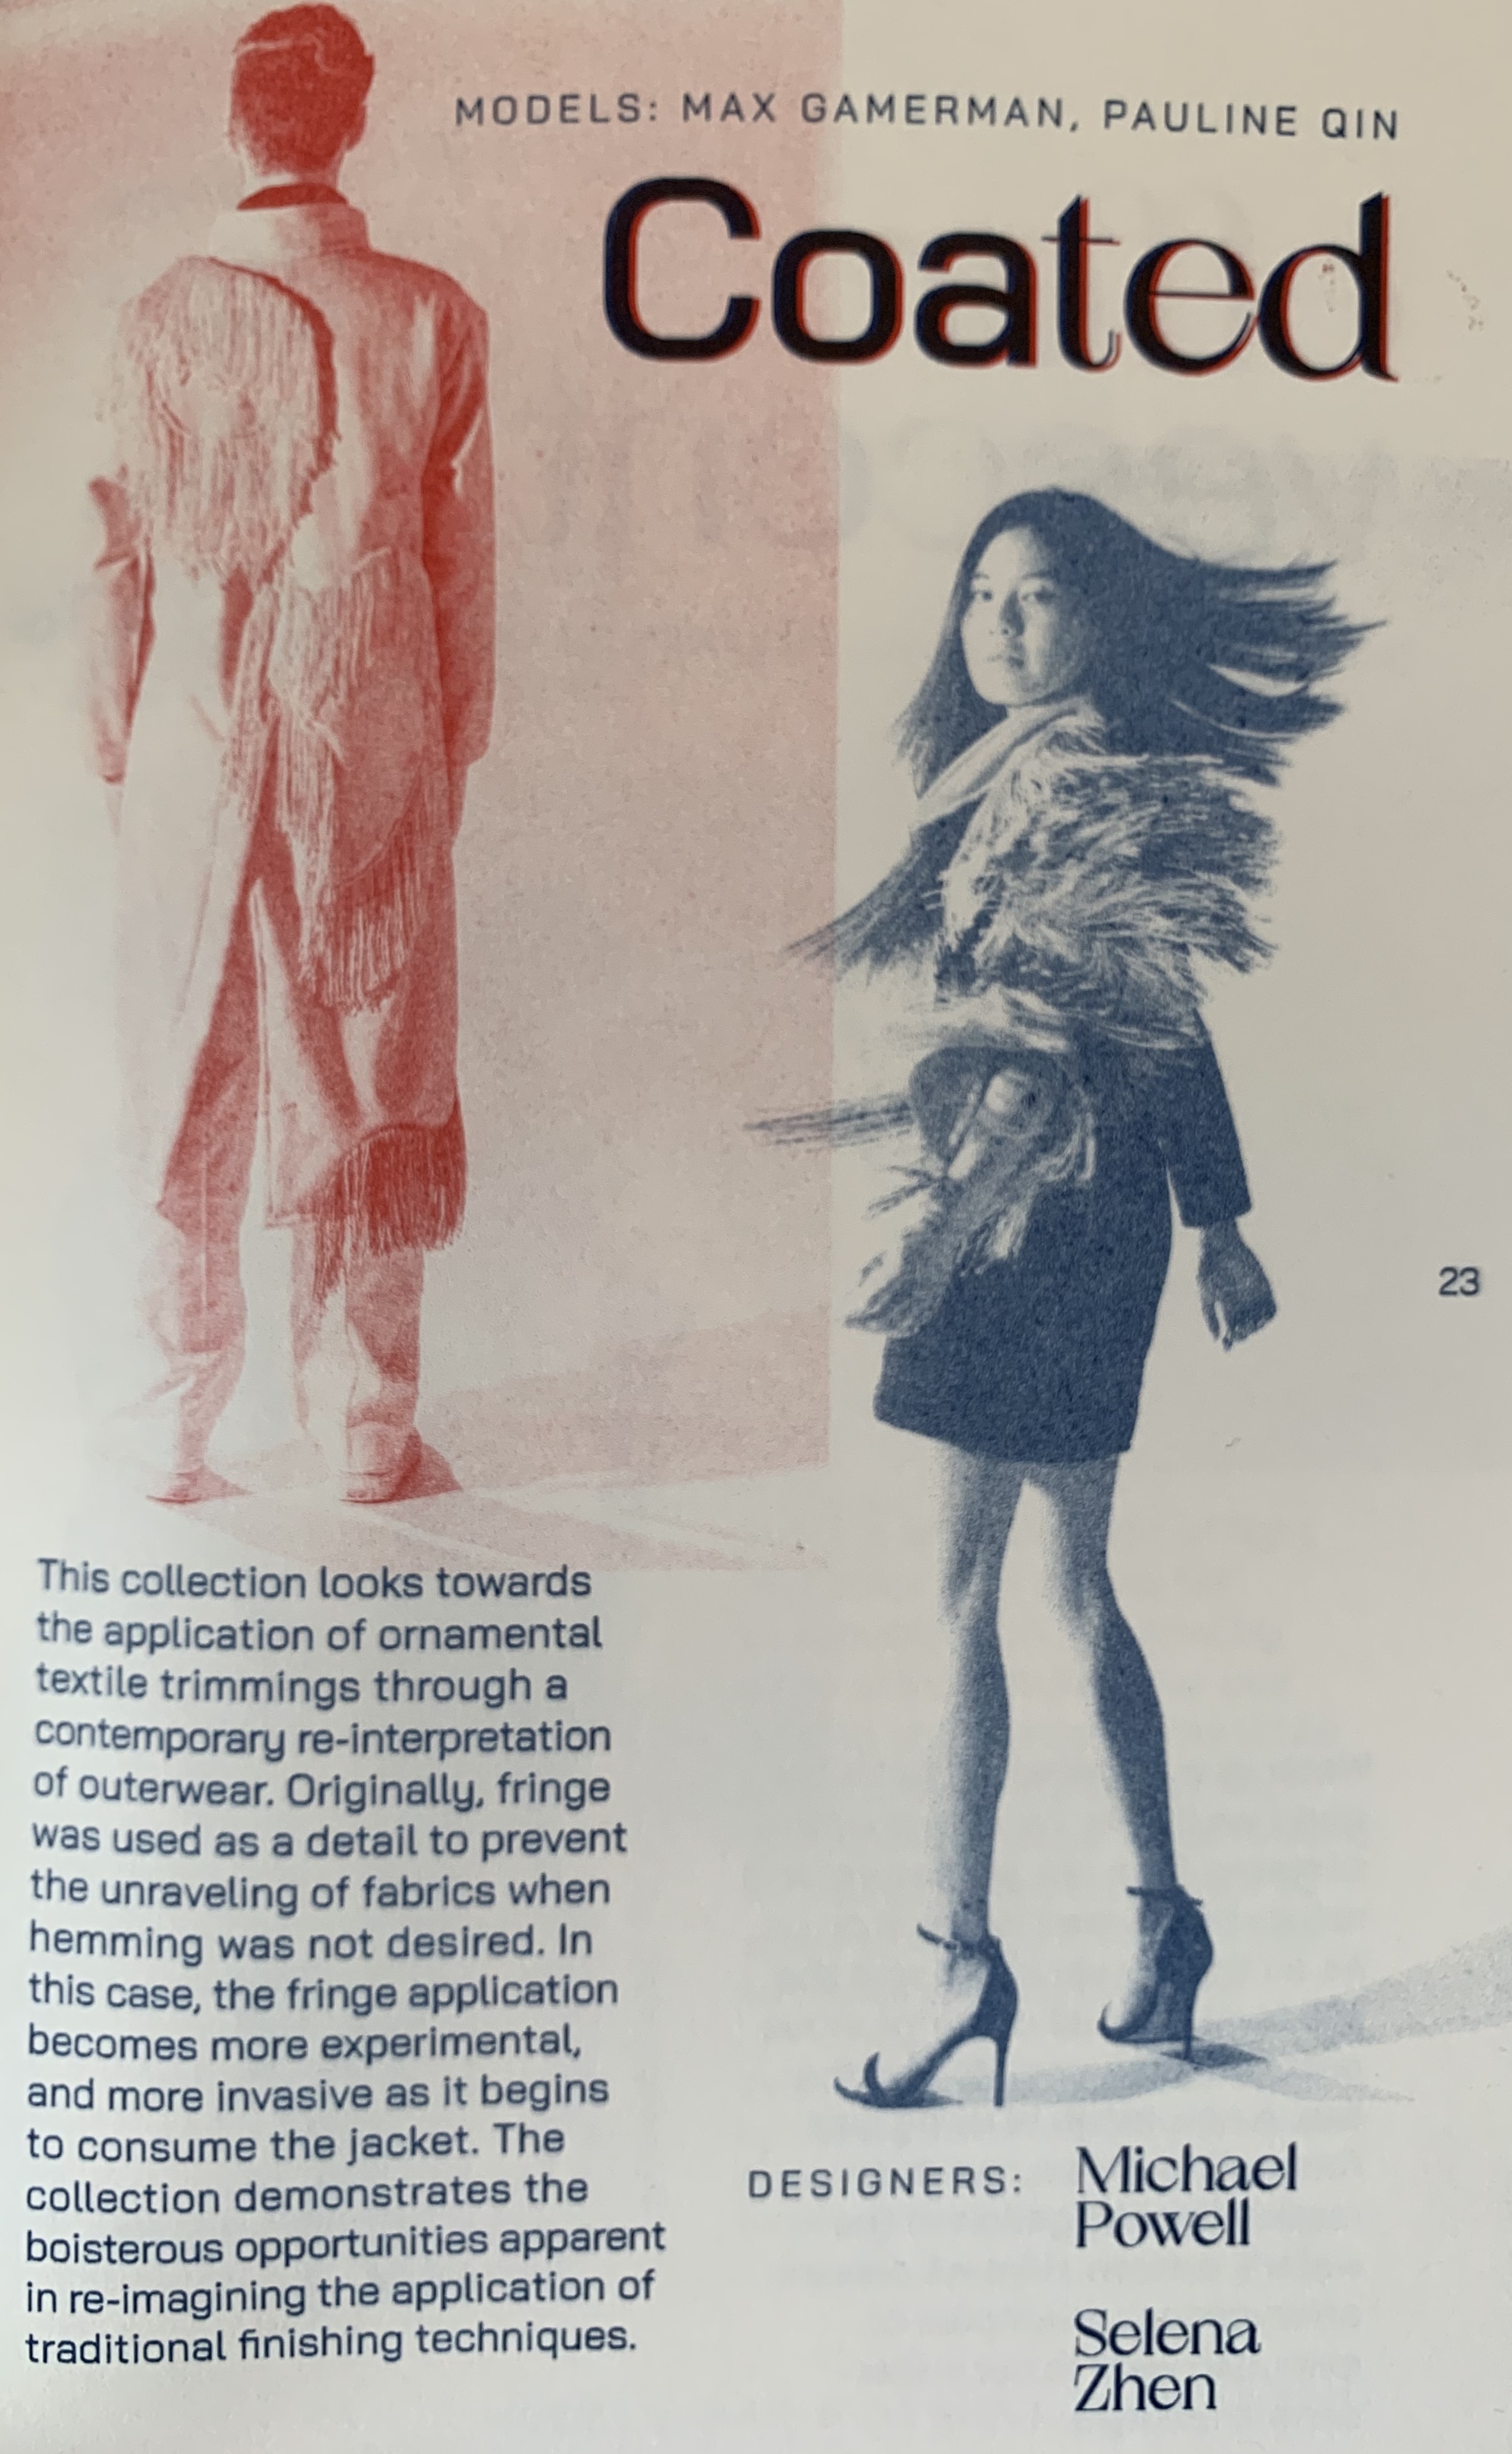 MODELS: MAX GAMERMAN, PAULINE QIN
Coated
23
This collection looks towards
the application of ornamental
textile trimmings through a
contemporary re-interpretation
of outerwear. Originally, fringe
was used as a detail to prevent
the unraveling of fabrics when
hemming was not desired. In
this case, the fringe application
becomes more experimental,
and more invasive as it begins
to consume the jacket. The
collection demonstrates the
boisterous opportunities apparent
in re-imagining the application of
traditional finishing techniques.
DESIGNERS:
Michael
Powell
Selena
Zhen